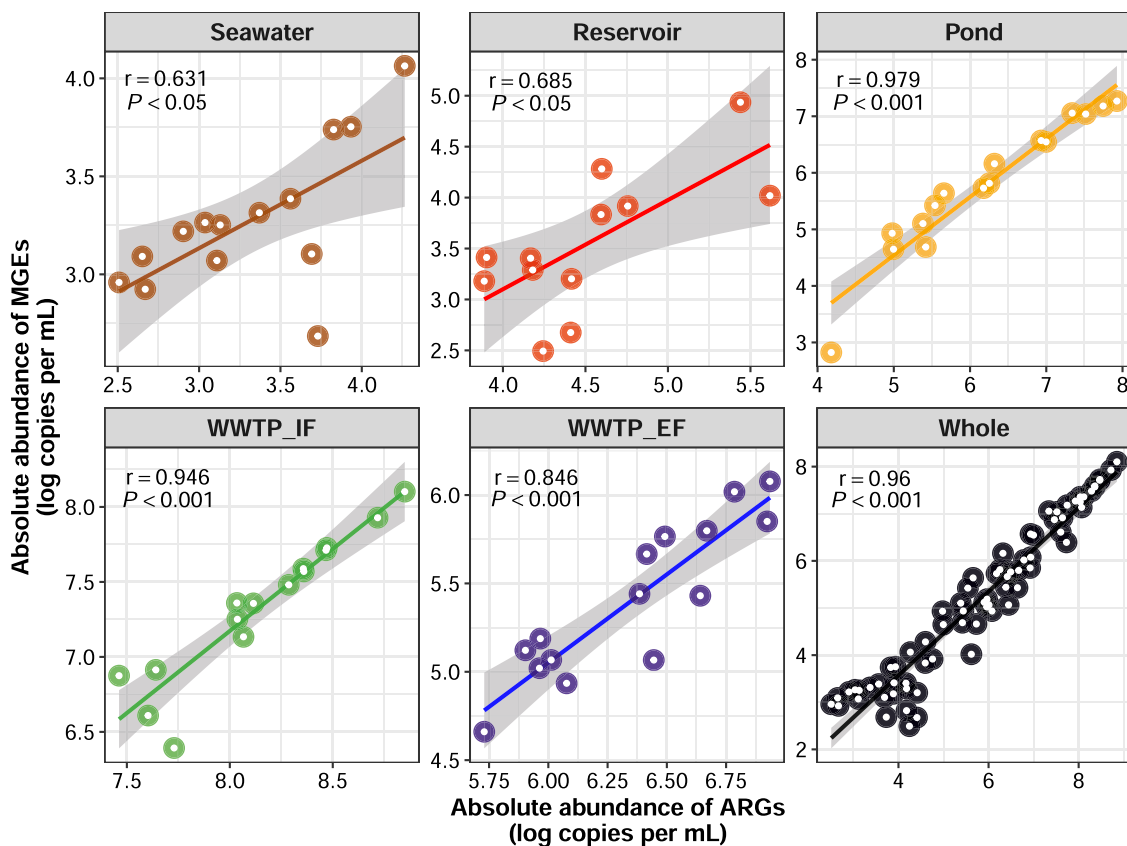 Seawater
r = 0.631
P < 0.05
4.0
3.5
3.0
2.5
3.0
3.5
4.0
Reservoir
r = 0.685
P < 0.05
5.0
4.5
4.0
3.5
3.0
2.5
4.0
4.5
5.0
5.5
Pond
r = 0.979
P < 0.001
8
7
6
5
4
3
4
5
6
7
8
WWTP_IF
r = 0.946
P < 0.001
8.0
7.5
7.0
6.5
7.5
8.0
8.5
WWTP_EF
r = 0.846
P < 0.001
6.0
5.5
5.0
4.5
5.75
6.00
6.25
6.50
6.75
Whole
r = 0.96
P < 0.001
8
6
4
2
4
6
8
Absolute abundance of MGEs
(log copies per mL)
Absolute abundance of ARGs
(log copies per mL)